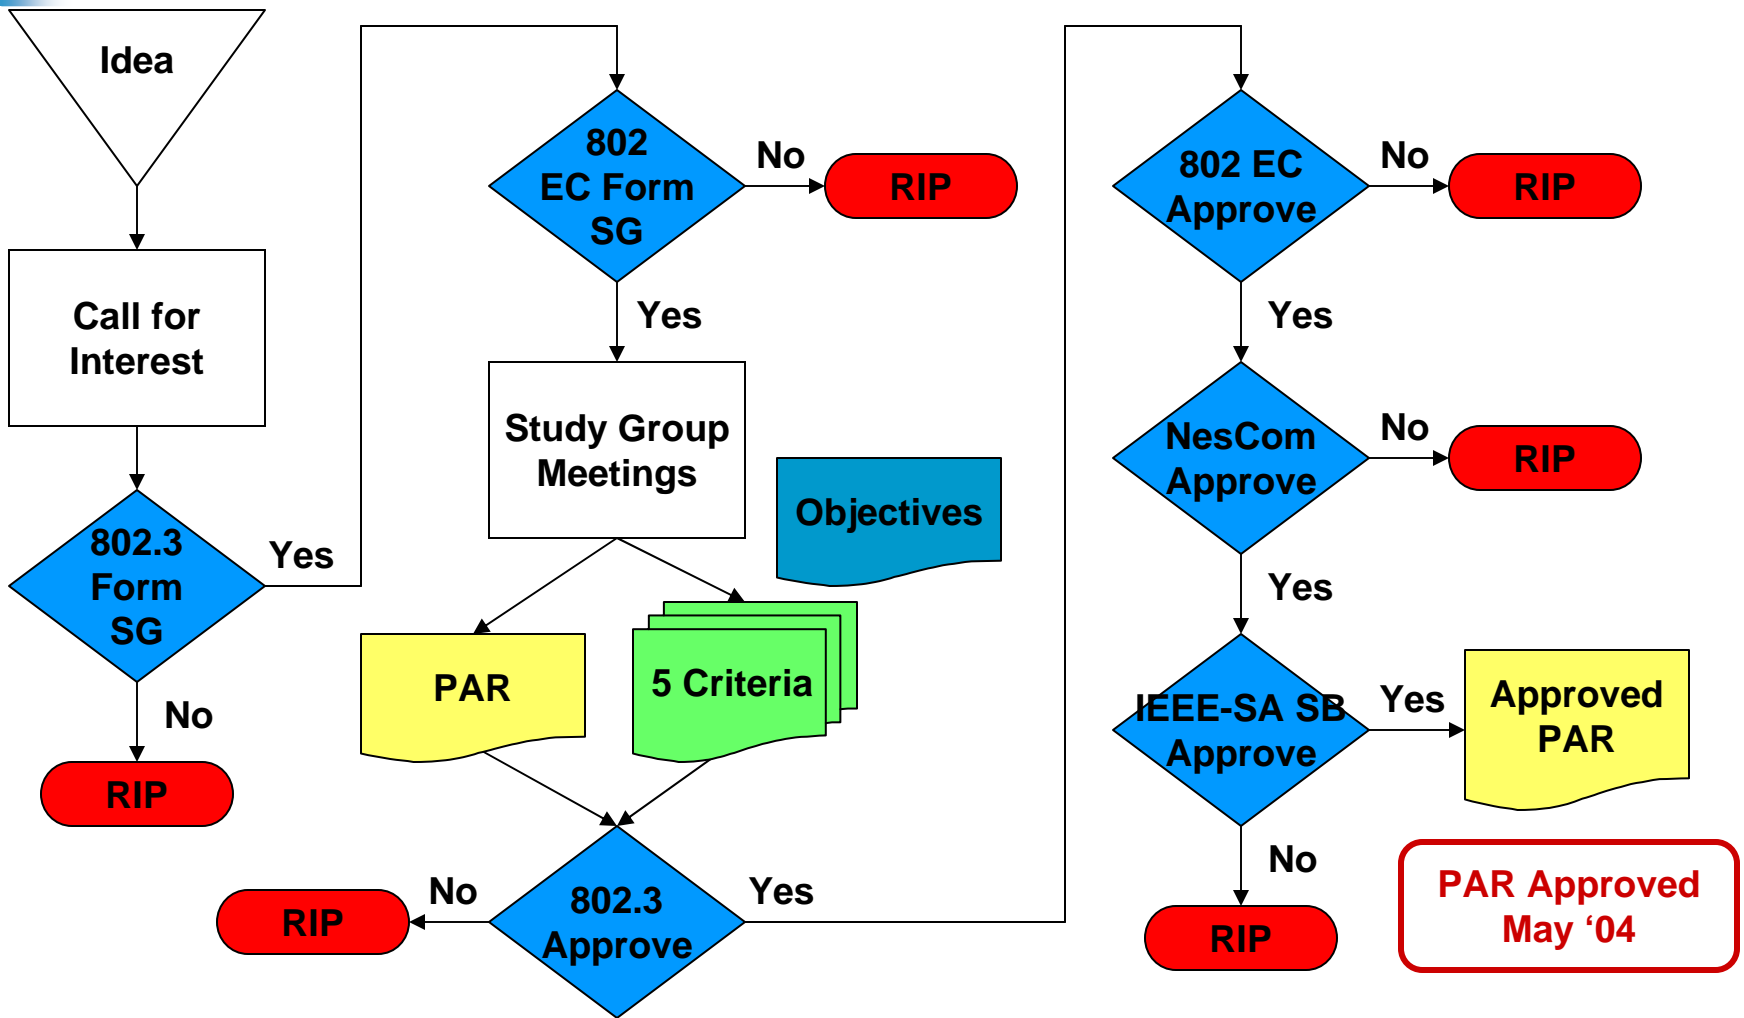 Idea
Call for
Interest
802.3
Form
SG
Yes
No
RIP
802
EC Form
SG
No
RIP
Yes
Study Group
Meetings
Objectives
PAR
5 Criteria
802.3
Approve
No
RIP
Yes
802 EC
Approve
No
RIP
Yes
NesCom
Approve
No
RIP
Yes
IEEE-SA SB
Approve
Yes
Approved
PAR
No
RIP
PAR Approved
May ‘04